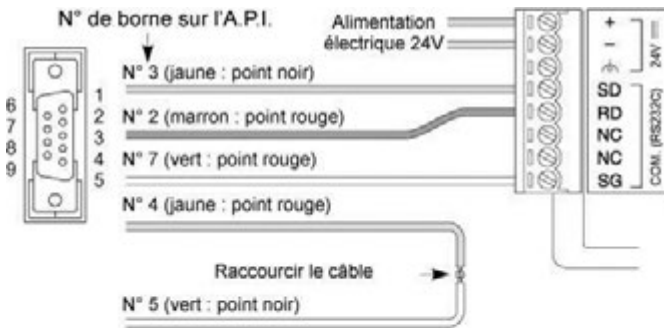 N° de borne sur l'A.P.I.
Alimentation
électrique 24V
N° 3 (jaune : point noir)
N° 2 (marron : point rouge)
N° 7 (vert : point rouge)
N° 4 (jaune : point rouge)
Raccourcir le câble
N° 5 (vert : point noir)
1
2
3
4
5
6
7
8
9
+
−
24V
SD
RD
NC
NC
SG
COM. (RS232C)